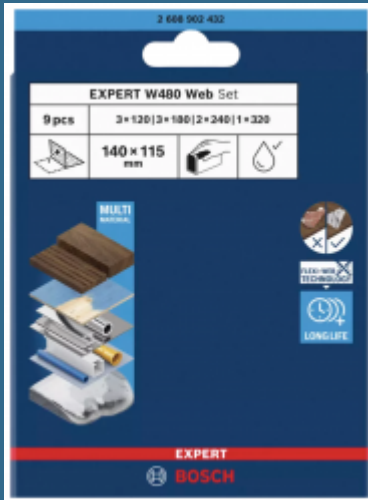 2 608 902 432
EXPERT W480 Web Set
9 pcs
3×120|3×180|2×240|1×320
140 × 115
mm
MULTI
MATERIAL
FLEXI-WEB
TECHNOLOGY
LONG LIFE
EXPERT
BOSCH